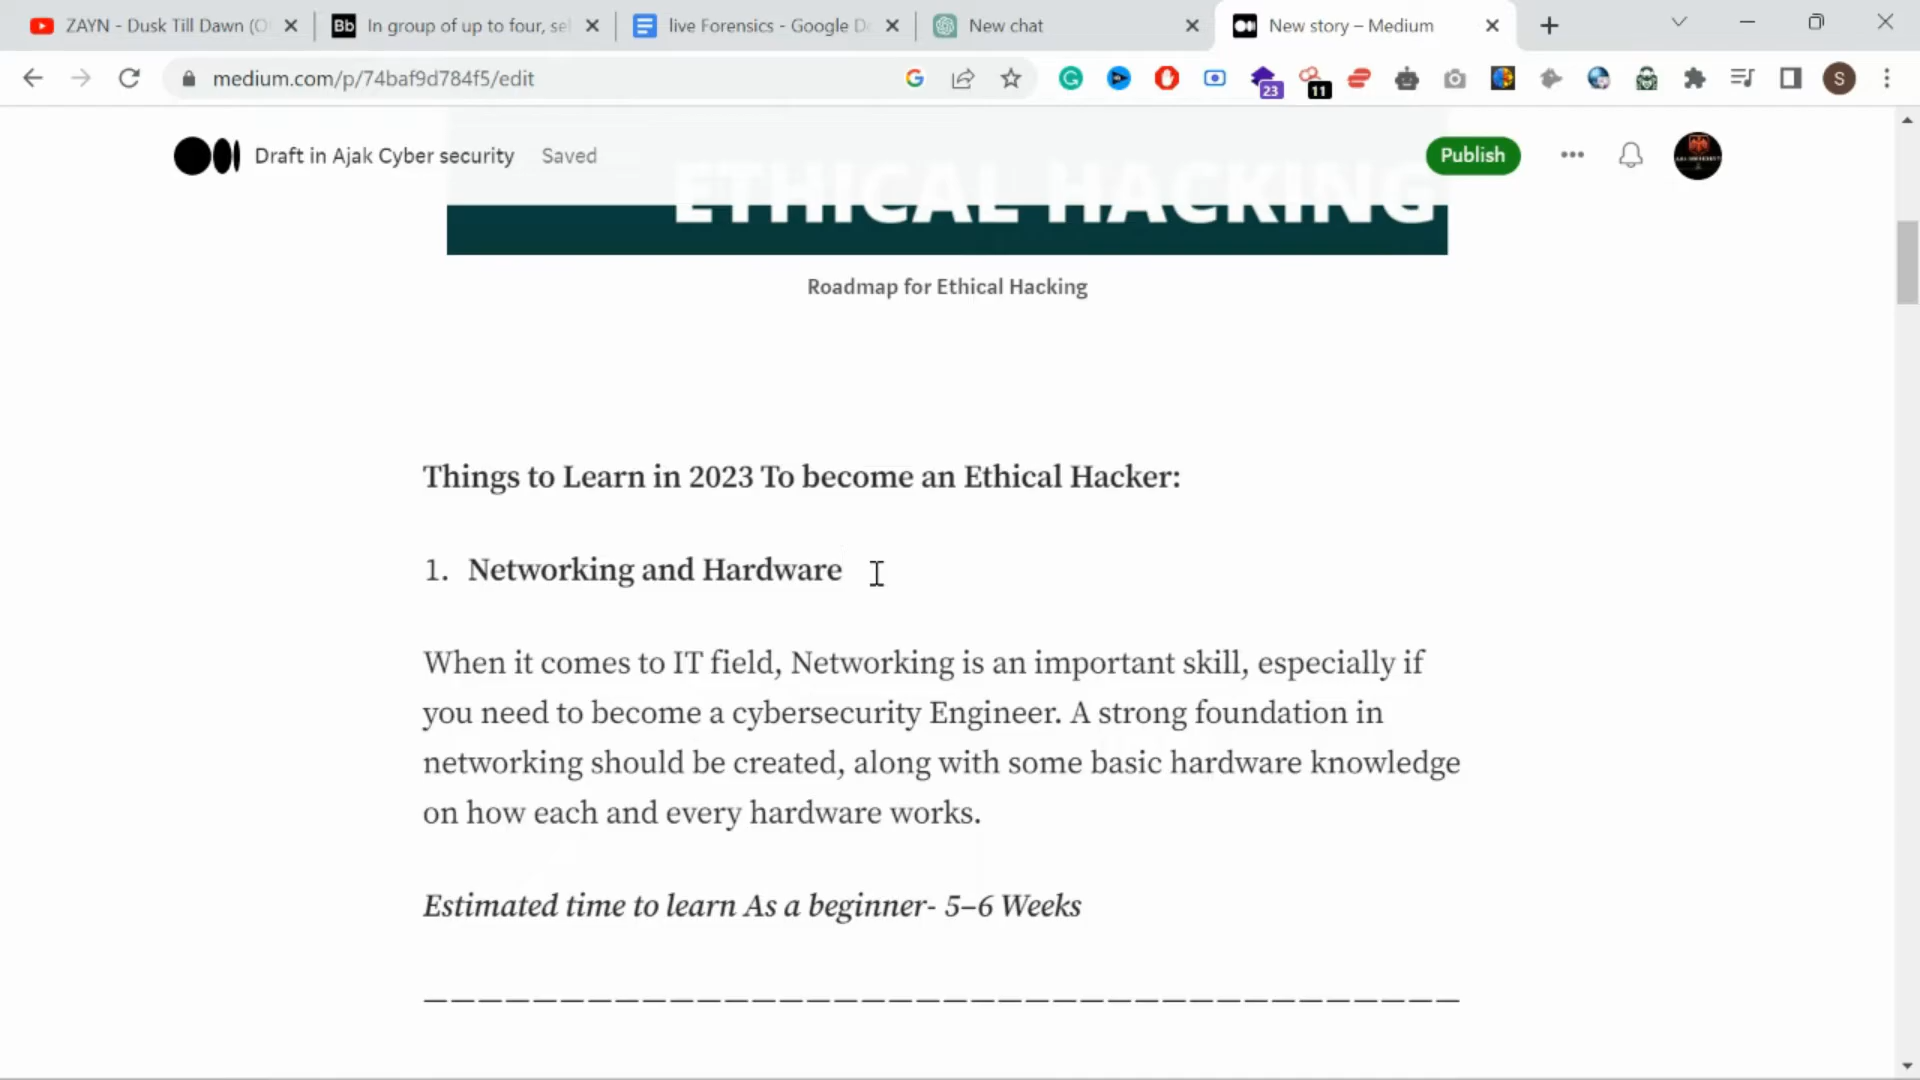 ZAYN - Dusk Till Dawn (O
Bb In group of up to four, sel
live Forensics - Google Do
New chat
New story – Medium
medium.com/p/74baf9d784f5/edit
23
11
S
Draft in Ajak Cyber security Saved
Publish
ETHICAL HACKING
Roadmap for Ethical Hacking
Things to Learn in 2023 To become an Ethical Hacker:
1. Networking and Hardware
When it comes to IT field, Networking is an important skill, especially if
you need to become a cybersecurity Engineer. A strong foundation in
networking should be created, along with some basic hardware knowledge
on how each and every hardware works.
Estimated time to learn As a beginner- 5–6 Weeks